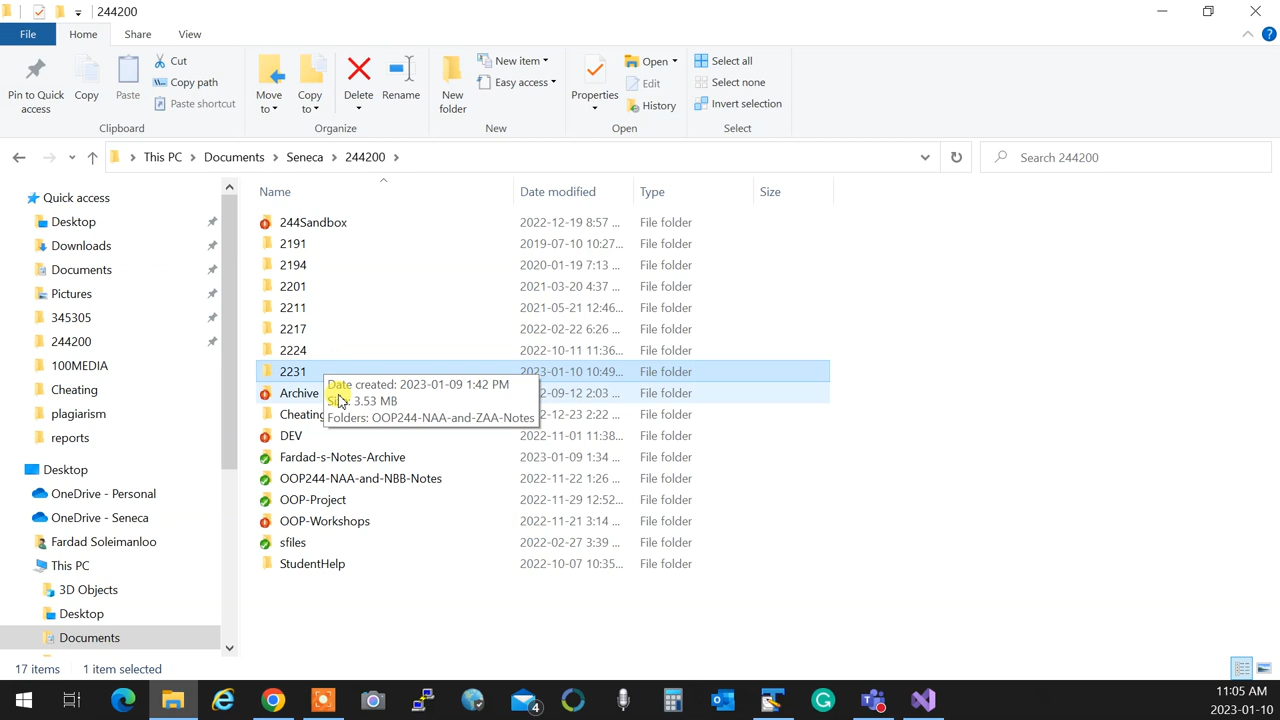 244200
File Home Share View
Pin to Quick access
Copy
Paste
Cut
Copy path
Paste shortcut
Clipboard
Move to
Copy to
Delete
Rename
Organize
New folder
New item
Easy access
New
Properties
Open
Edit
History
Open
Select all
Select none
Invert selection
Select
This PC > Documents > Seneca > 244200 >
Search 244200
Name Date modified Type Size
244Sandbox 2022-12-19 8:57 ... File folder
2191 2019-07-10 10:27... File folder
2194 2020-01-19 7:13 ... File folder
2201 2021-03-20 4:37 ... File folder
2211 2021-05-21 12:46... File folder
2217 2022-02-22 6:26 ... File folder
2224 2022-10-11 11:36... File folder
2231 2023-01-10 10:49... File folder
Archive 09-12 2:03 ... File folder
Cheating 12-23 2:22 ... File folder
DEV 2022-11-01 11:38... File folder
Fardad-s-Notes-Archive 2023-01-09 1:34 ... File folder
OOP244-NAA-and-NBB-Notes 2022-11-22 1:26 ... File folder
OOP-Project 2022-11-29 12:52... File folder
OOP-Workshops 2022-11-21 3:14 ... File folder
sfiles 2022-02-27 3:39 ... File folder
StudentHelp 2022-10-07 10:35... File folder
Date created: 2023-01-09 1:42 PM
Size: 3.53 MB
Folders: OOP244-NAA-and-ZAA-Notes
Quick access
Desktop
Downloads
Documents
Pictures
345305
244200
100MEDIA
Cheating
plagiarism
reports
Desktop
OneDrive - Personal
OneDrive - Seneca
Fardad Soleimanloo
This PC
3D Objects
Desktop
Documents
17 items 1 item selected
4
11:05 AM
2023-01-10